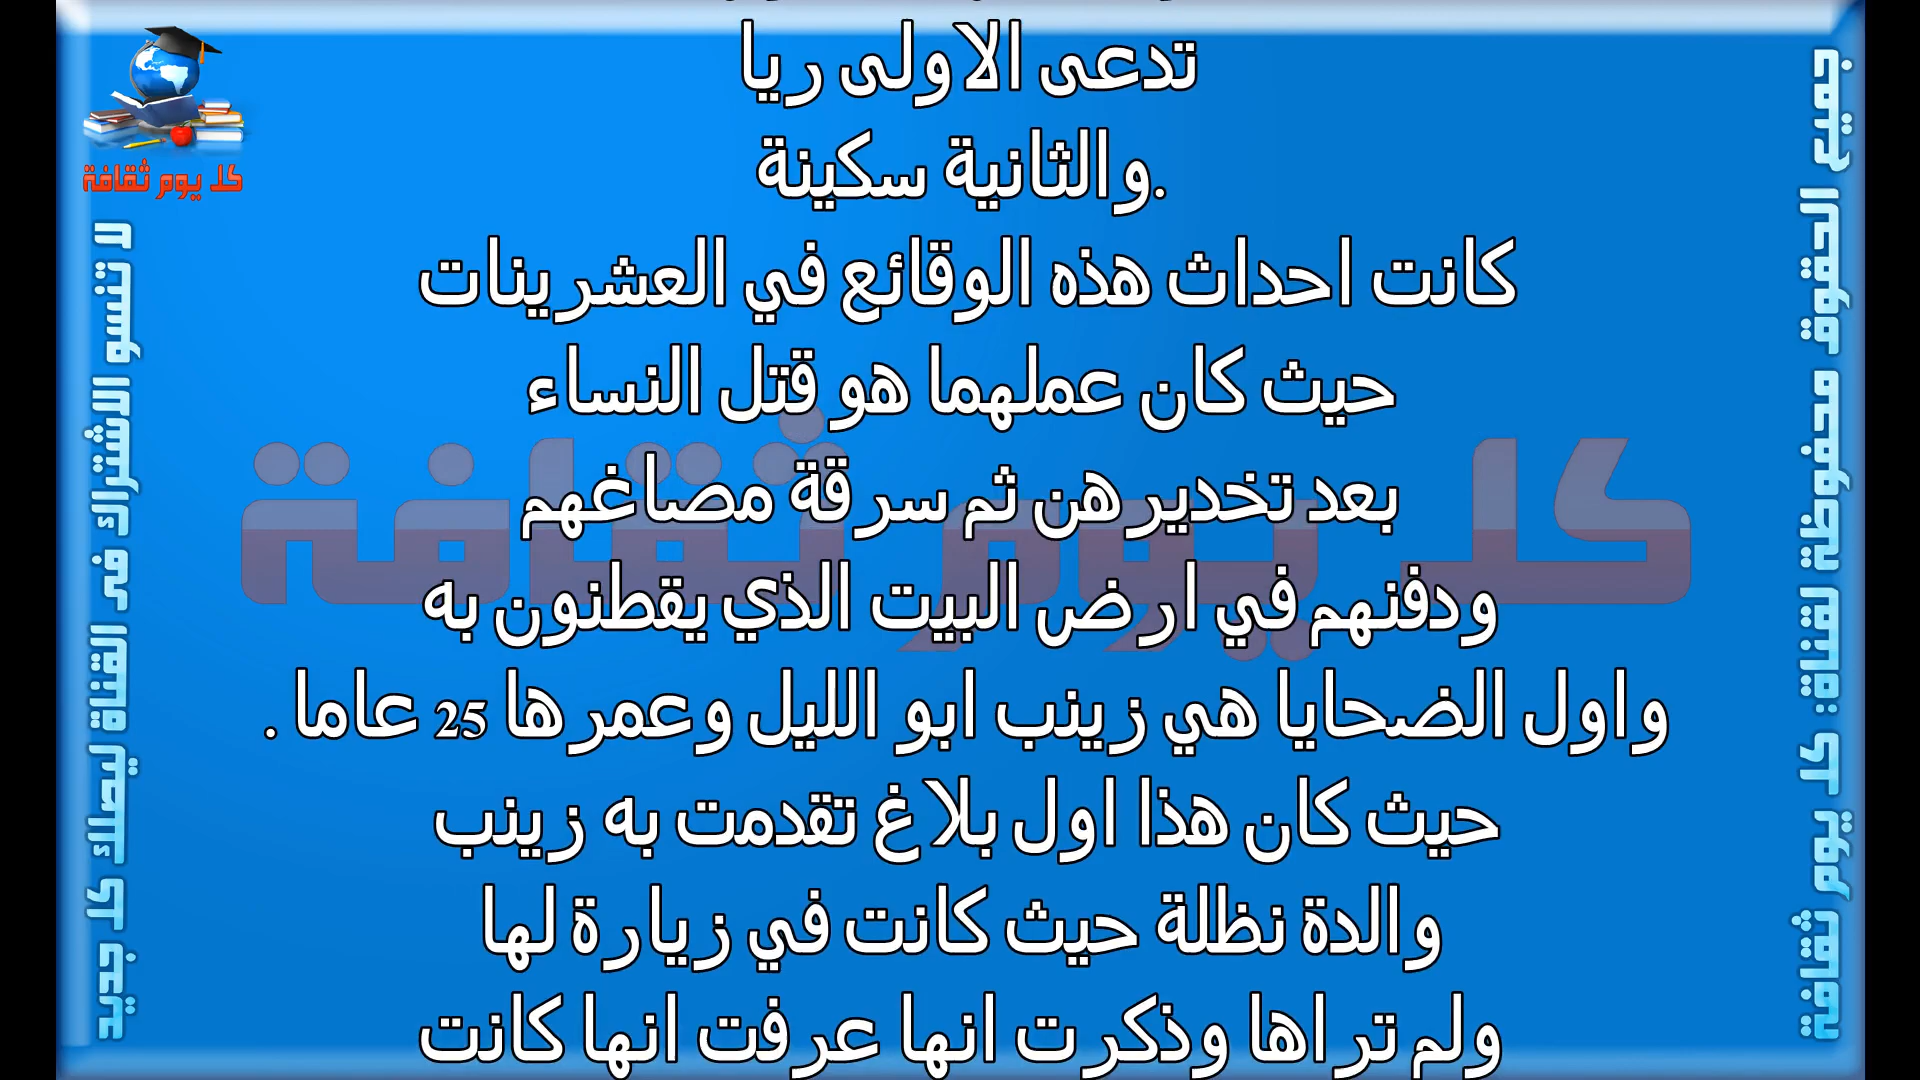 تدعى الاولى ريا
والثانية سكينة.
كانت احداث هذه الوقائع في العشرينات
حيث كان عملهما هو قتل النساء
بعد تخديرهن ثم سرقة مصاغهم
ودفنهم في ارض البيت الذي يقطنون به
واول الضحايا هي زينب ابو الليل وعمرها 25 عاما .
حيث كان هذا اول بلاغ تقدمت به زينب
والدة نظلة حيث كانت في زيارة لها
ولم تراها وذكرت انها عرفت انها كانت
كل يوم ثقافة
كل يوم ثقافة
جميع الحقوق محفوظة لقناة: كل يوم ثقافة
لا تنسو الاشتراك فى القناة ليصلك كل جديد